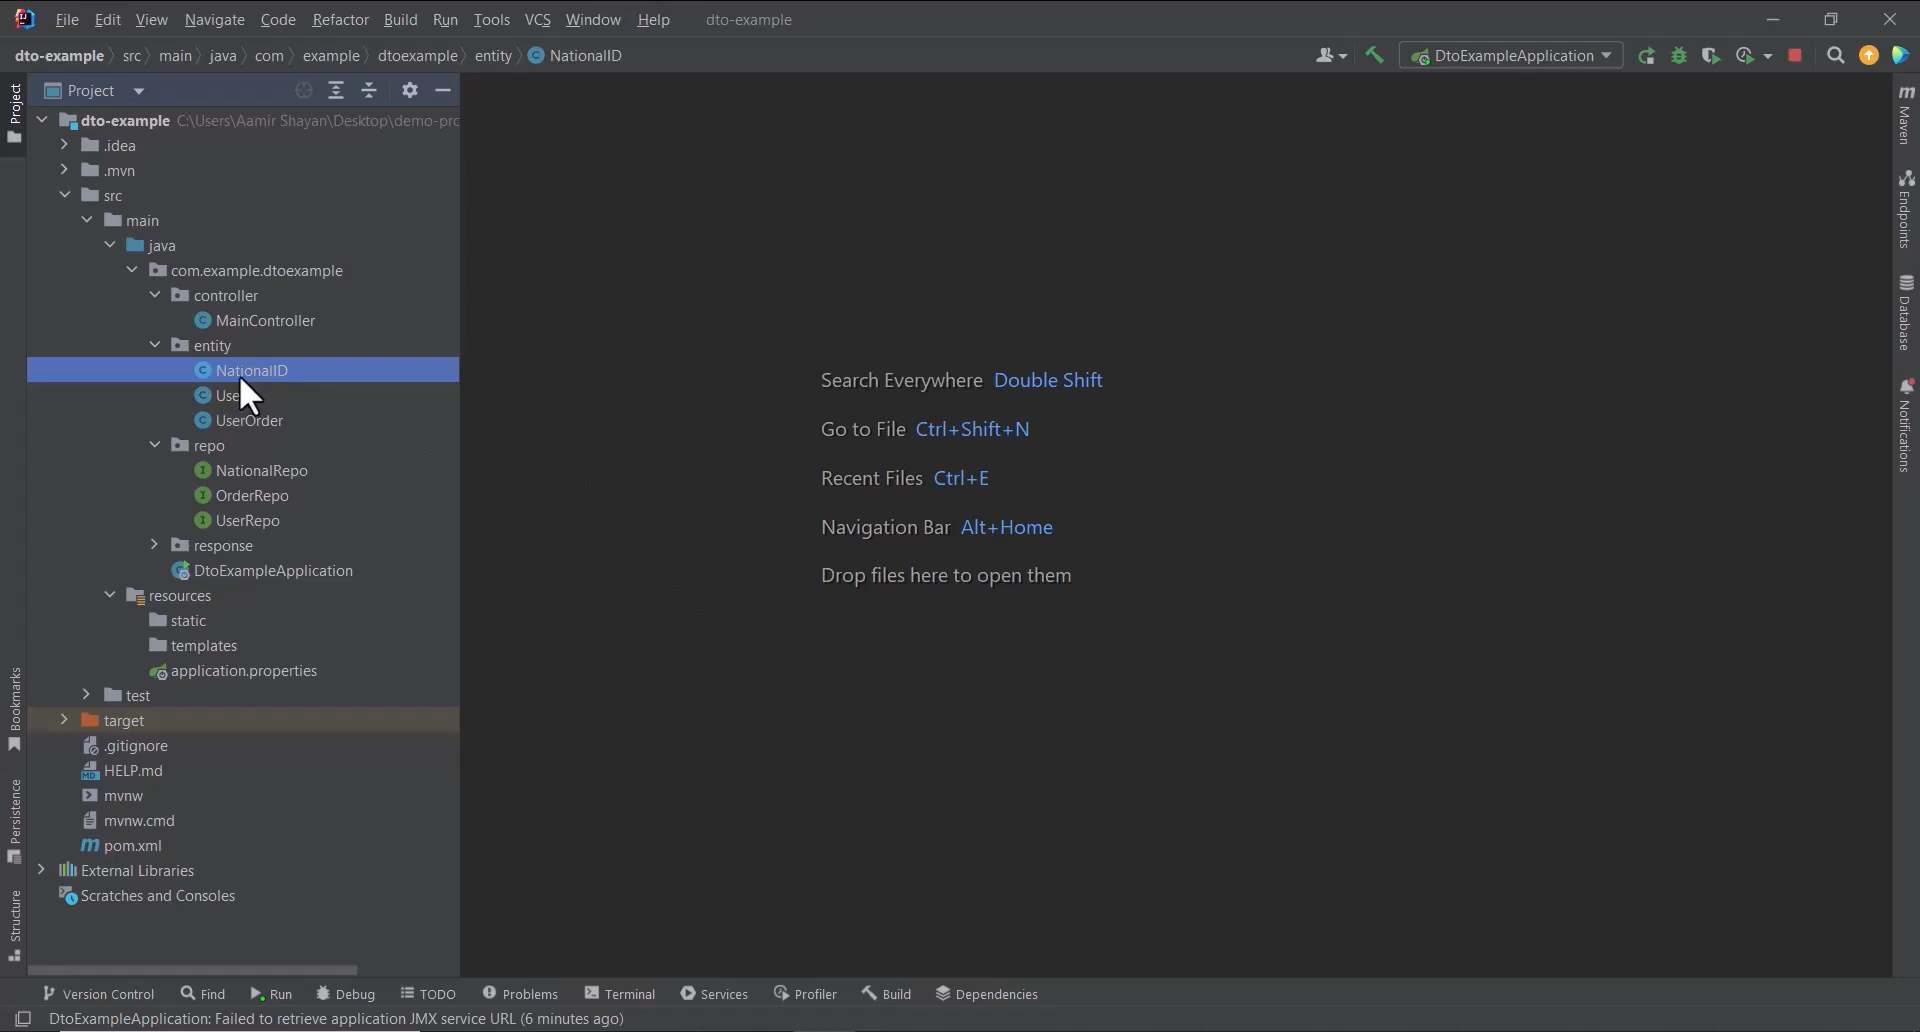 File Edit View Navigate Code Refactor Build Run Tools VCS Window Help dto-example
dto-example src main java com example dtoexample entity NationalID DtoExampleApplication
Project
dto-example C:\Users\Aamir Shayan\Desktop\demo-pro
.idea
.mvn
src
main
java
com.example.dtoexample
controller
MainController
entity
NationalID
Use
UserOrder
repo
NationalRepo
OrderRepo
UserRepo
response
DtoExampleApplication
resources
static
templates
application.properties
test
target
.gitignore
HELP.md
mvnw
mvnw.cmd
pom.xml
External Libraries
Scratches and Consoles
Project
Bookmarks
Persistence
Structure
Search Everywhere Double Shift
Go to File Ctrl+Shift+N
Recent Files Ctrl+E
Navigation Bar Alt+Home
Drop files here to open them
Maven
Endpoints
Database
Notifications
Version Control Find Run Debug TODO Problems Terminal Services Profiler Build Dependencies
DtoExampleApplication: Failed to retrieve application JMX service URL (6 minutes ago)